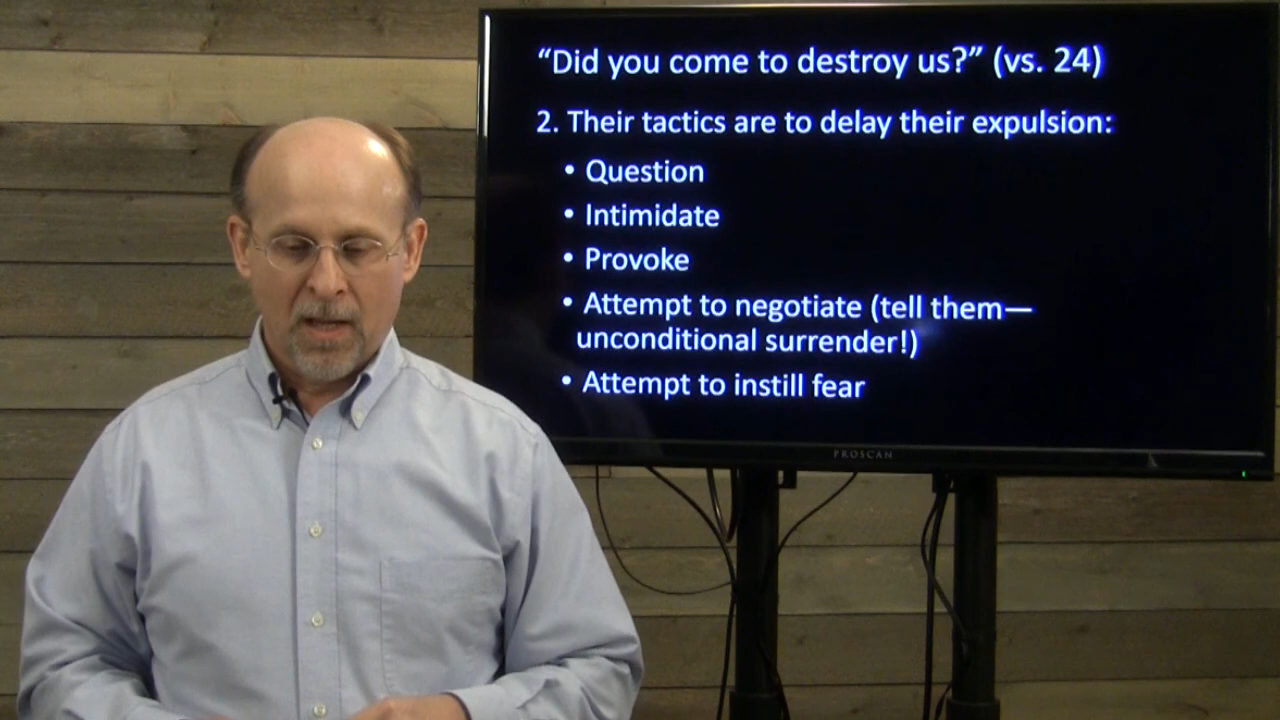 “Did you come to destroy us?” (vs. 24)
2. Their tactics are to delay their expulsion:
• Question
• Intimidate
• Provoke
• Attempt to negotiate (tell them—
unconditional surrender!)
• Attempt to instill fear
PROSCAN